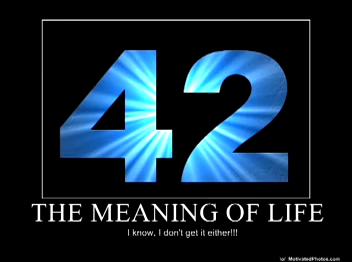 42
THE MEANING OF LIFE
I know, I don't get it either!!!
MotivatedPhotos.com